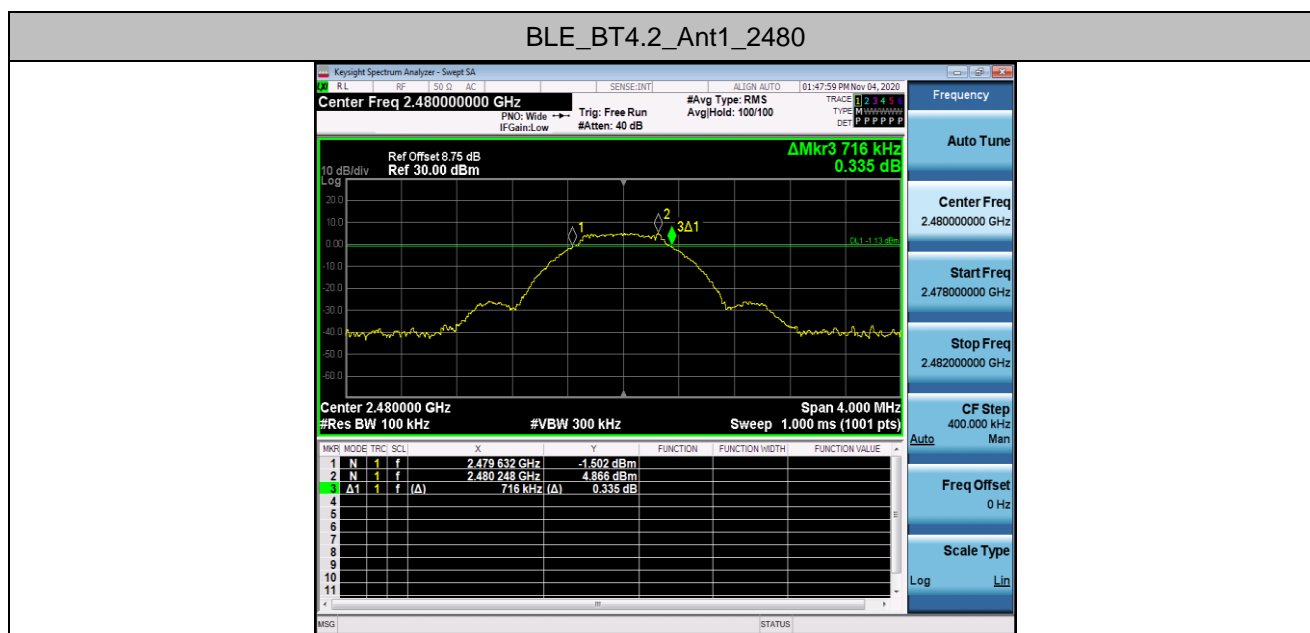 BLE_BT4.2_Ant1_2480
Keysight Spectrum Analyzer - Swept SA
RL RF 50 Ω AC SENSE:INT ALIGN AUTO 01:47:59 PM Nov 04, 2020
Center Freq 2.480000000 GHz
PNO: Wide
IFGain:Low
Trig: Free Run
#Atten: 40 dB
#Avg Type: RMS
Avg|Hold: 100/100
TRACE 1 2 3 4 5 6
TYPE M WWWWW
DET P P P P P P
ΔMkr3 716 kHz
0.335 dB
Ref Offset 8.75 dB
10 dB/div Ref 30.00 dBm
Log
20.0
10.0
0.00
-10.0
-20.0
-30.0
-40.0
-50.0
-60.0
1
2
3Δ1
DL1 -1.13 dBm
Center 2.480000 GHz Span 4.000 MHz
#Res BW 100 kHz #VBW 300 kHz Sweep 1.000 ms (1001 pts)
MKR MODE TRC SCL X Y FUNCTION FUNCTION WIDTH FUNCTION VALUE
1 N 1 f 2.479 632 GHz -1.502 dBm
2 N 1 f 2.480 248 GHz 4.866 dBm
3 Δ1 1 f (Δ) 716 kHz (Δ) 0.335 dB
4
5
6
7
8
9
10
11
MSG STATUS
Frequency
Auto Tune
Center Freq
2.480000000 GHz
Start Freq
2.478000000 GHz
Stop Freq
2.482000000 GHz
CF Step
400.000 kHz
Auto Man
Freq Offset
0 Hz
Scale Type
Log Lin